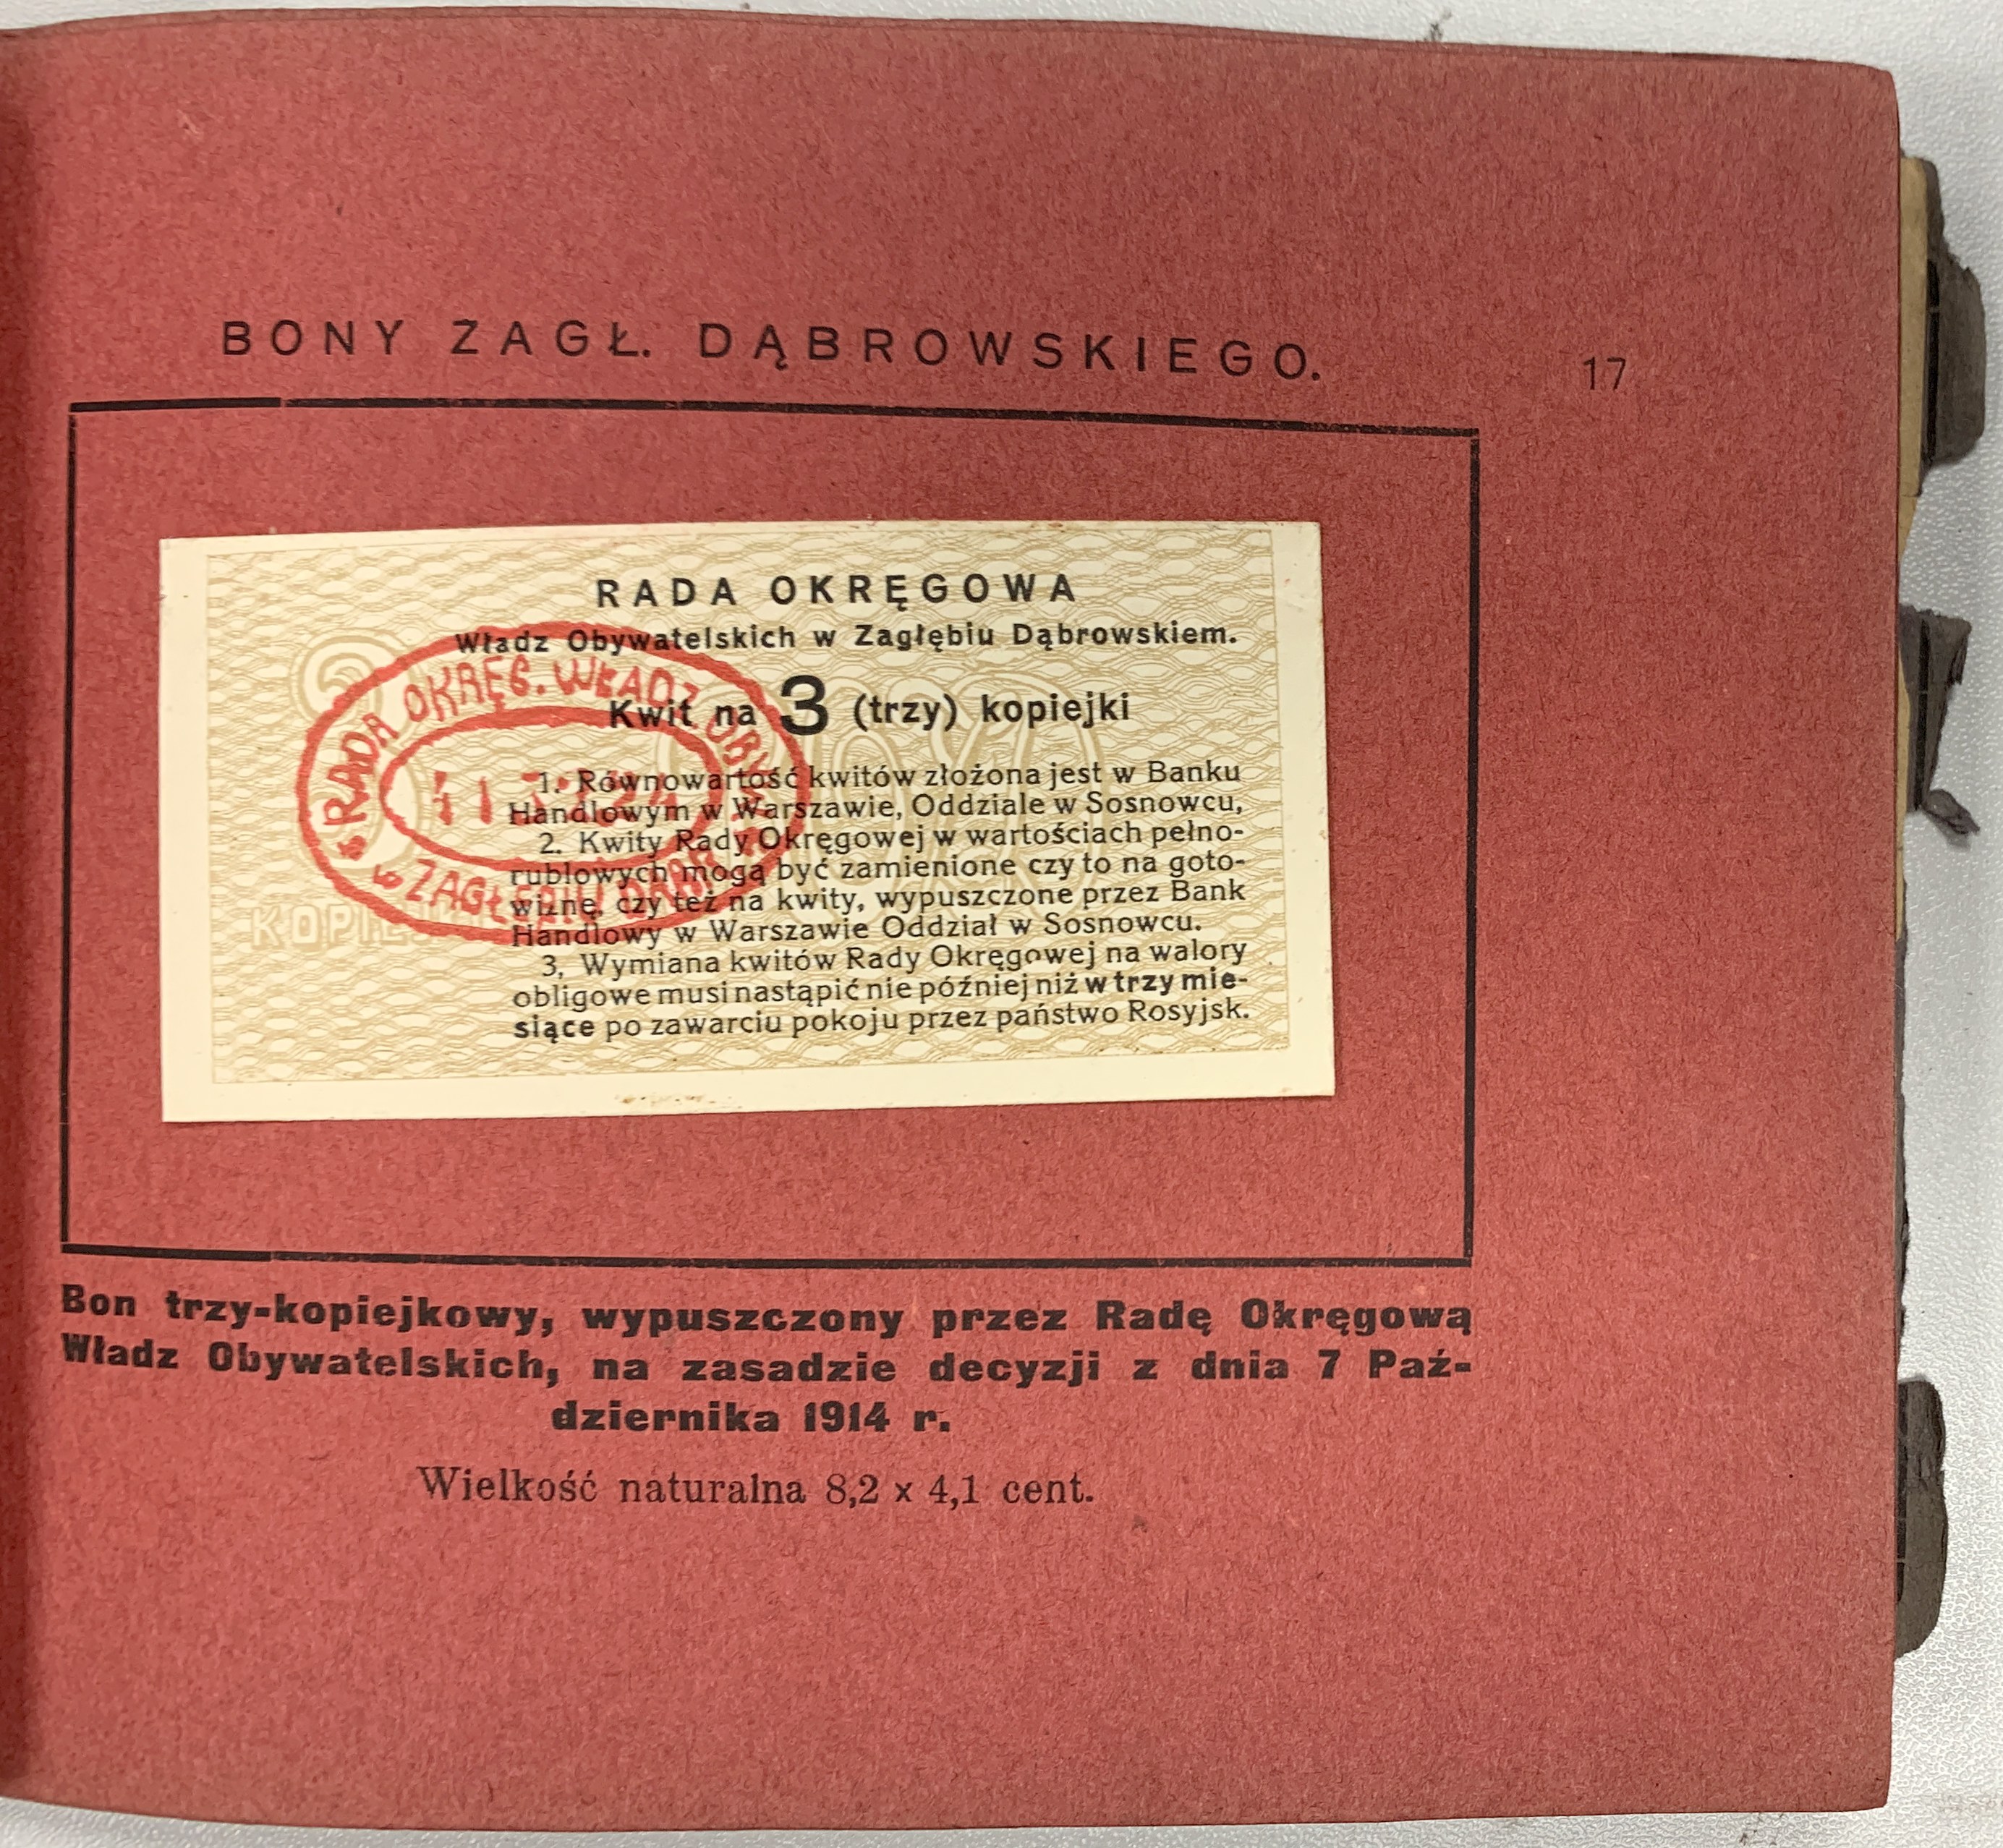 BONY ZAGŁ. DĄBROWSKIEGO.
17
RADA OKRĘGOWA
Władz Obywatelskich w Zagłębiu Dąbrowskiem.
Kwit na 3 (trzy) kopiejki
1. Równowartość kwitów złożona jest w Banku
Handlowym w Warszawie, Oddziale w Sosnowcu,
2. Kwity Rady Okręgowej w wartościach pełno-
rublowych mogą być zamienione czy to na goto-
wiznę, czy też na kwity, wypuszczone przez Bank
Handlowy w Warszawie Oddział w Sosnowcu.
3, Wymiana kwitów Rady Okręgowej na walory
obligowe musi nastąpić nie później niż w trzy mie-
siące po zawarciu pokoju przez państwo Rosyjsk.
RADA OKRĘG. WŁADZ
3
Bon trzy-kopiejkowy, wypuszczony przez Radę Okręgową
Władz Obywatelskich, na zasadzie decyzji z dnia 7 Paź-
dziernika 1914 r.
Wielkość naturalna 8,2 x 4,1 cent.